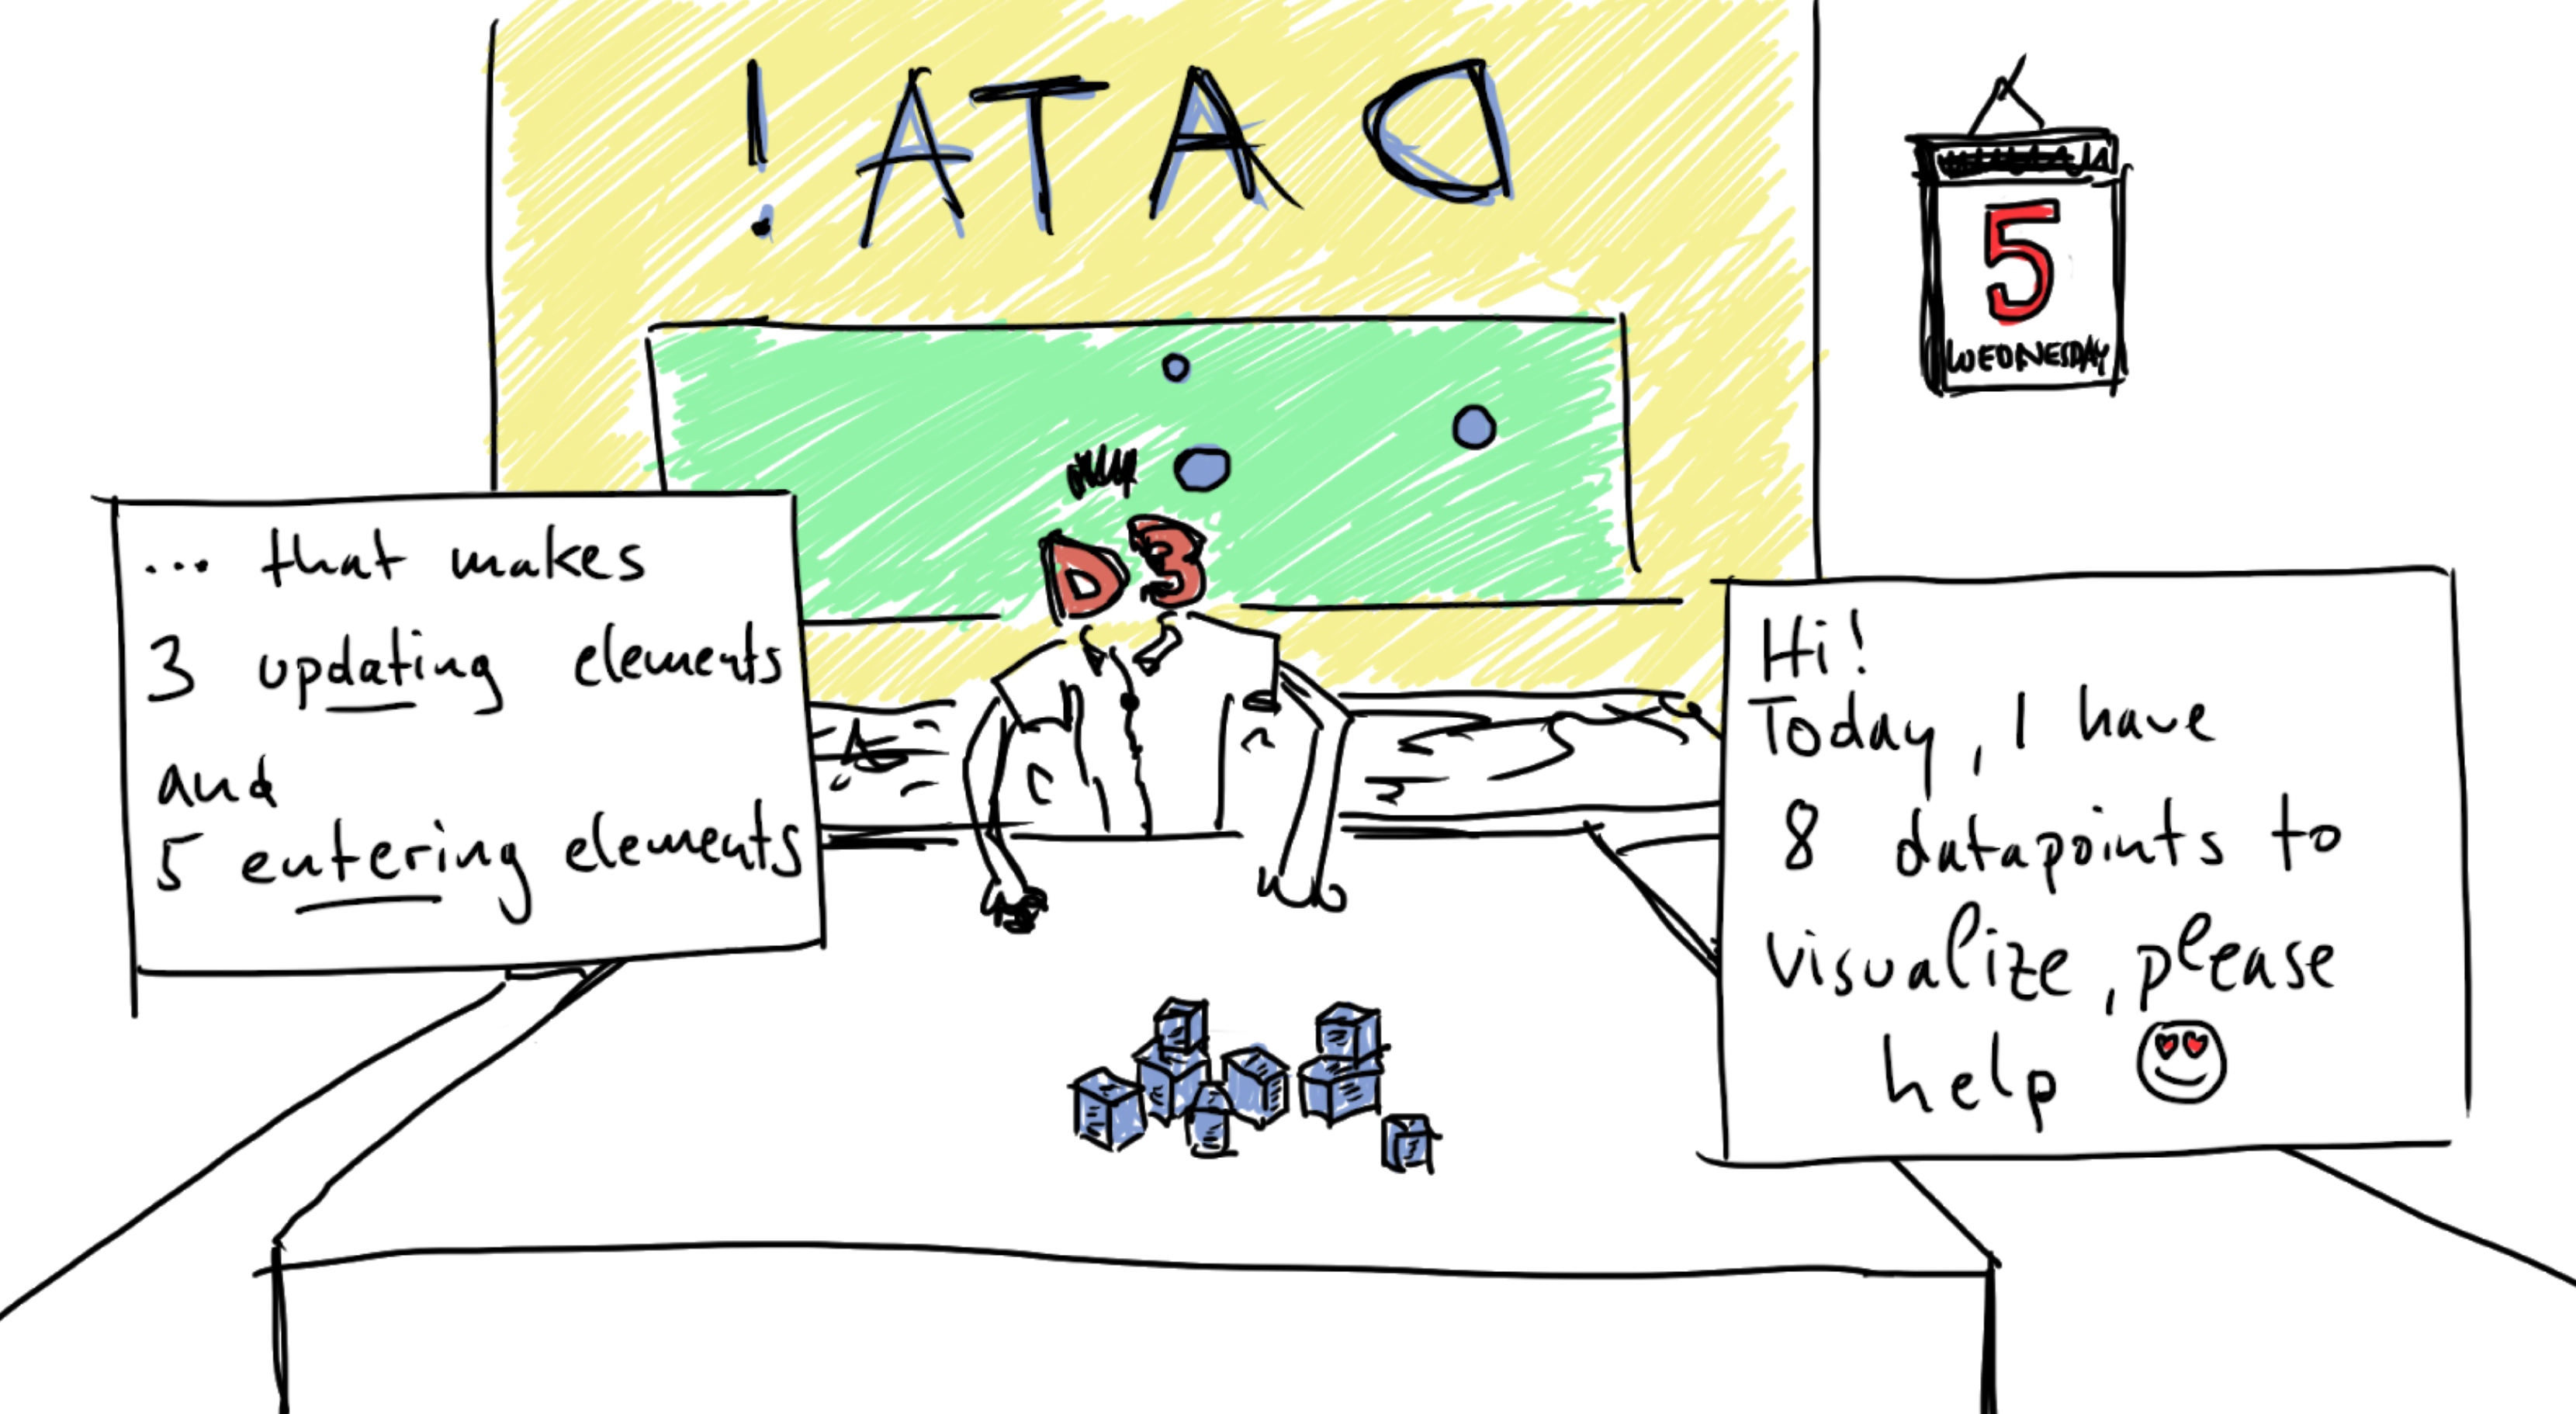 ! ATAD
5
WEDNESDAY
... that makes
3 updating elements
and
5 entering elements
D3
Hi!
Today, I have
8 datapoints to
visualize, please
help